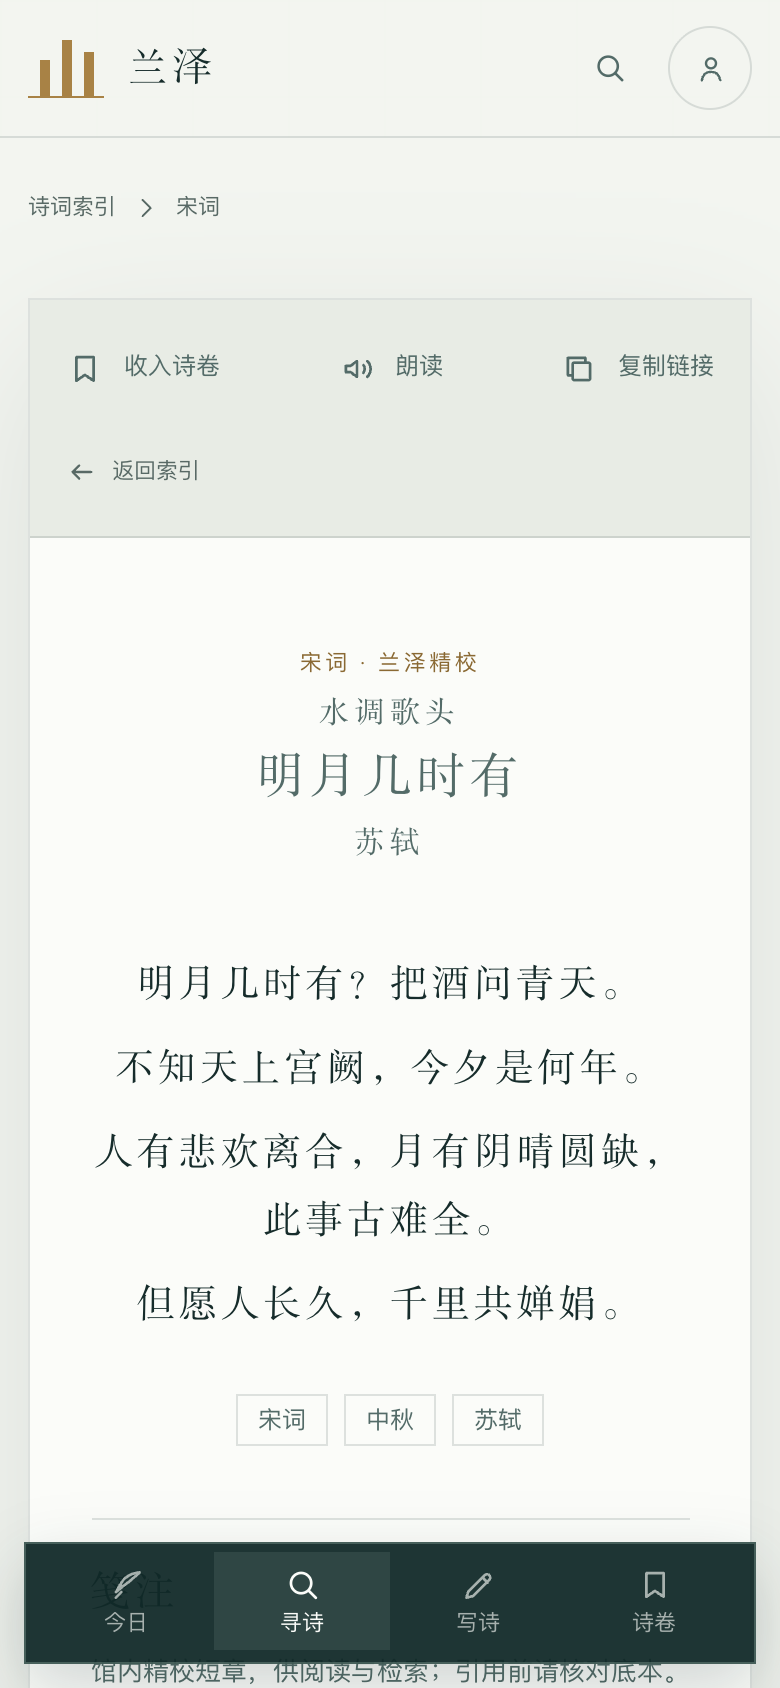 兰泽
诗词索引 > 宋词
收入诗卷 朗读 复制链接
返回索引
宋词 · 兰泽精校
水调歌头
明月几时有
苏轼
明月几时有？把酒问青天。
不知天上宫阙，今夕是何年。
人有悲欢离合，月有阴晴圆缺，
此事古难全。
但愿人长久，千里共婵娟。
宋词 中秋 苏轼
笺注
今日 寻诗 写诗 诗卷
馆内精校短章，供阅读与检索；引用前请核对底本。